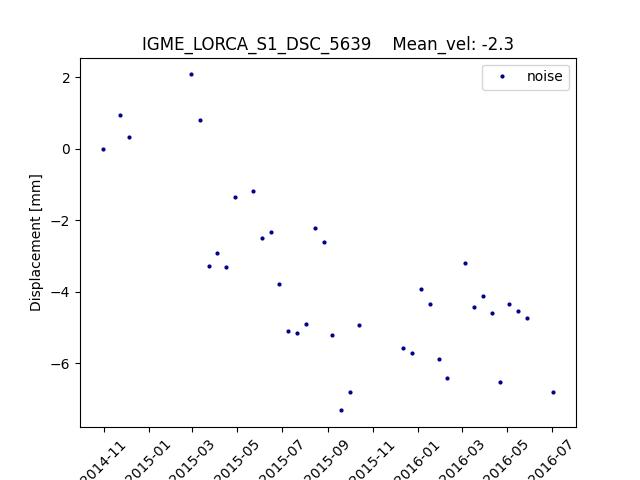 IGME_LORCA_S1_DSC_5639 Mean_vel: -2.3
noise
Displacement [mm]
2
0
−2
−4
−6
2014-11 2015-01 2015-03 2015-05 2015-07 2015-09 2015-11 2016-01 2016-03 2016-05 2016-07